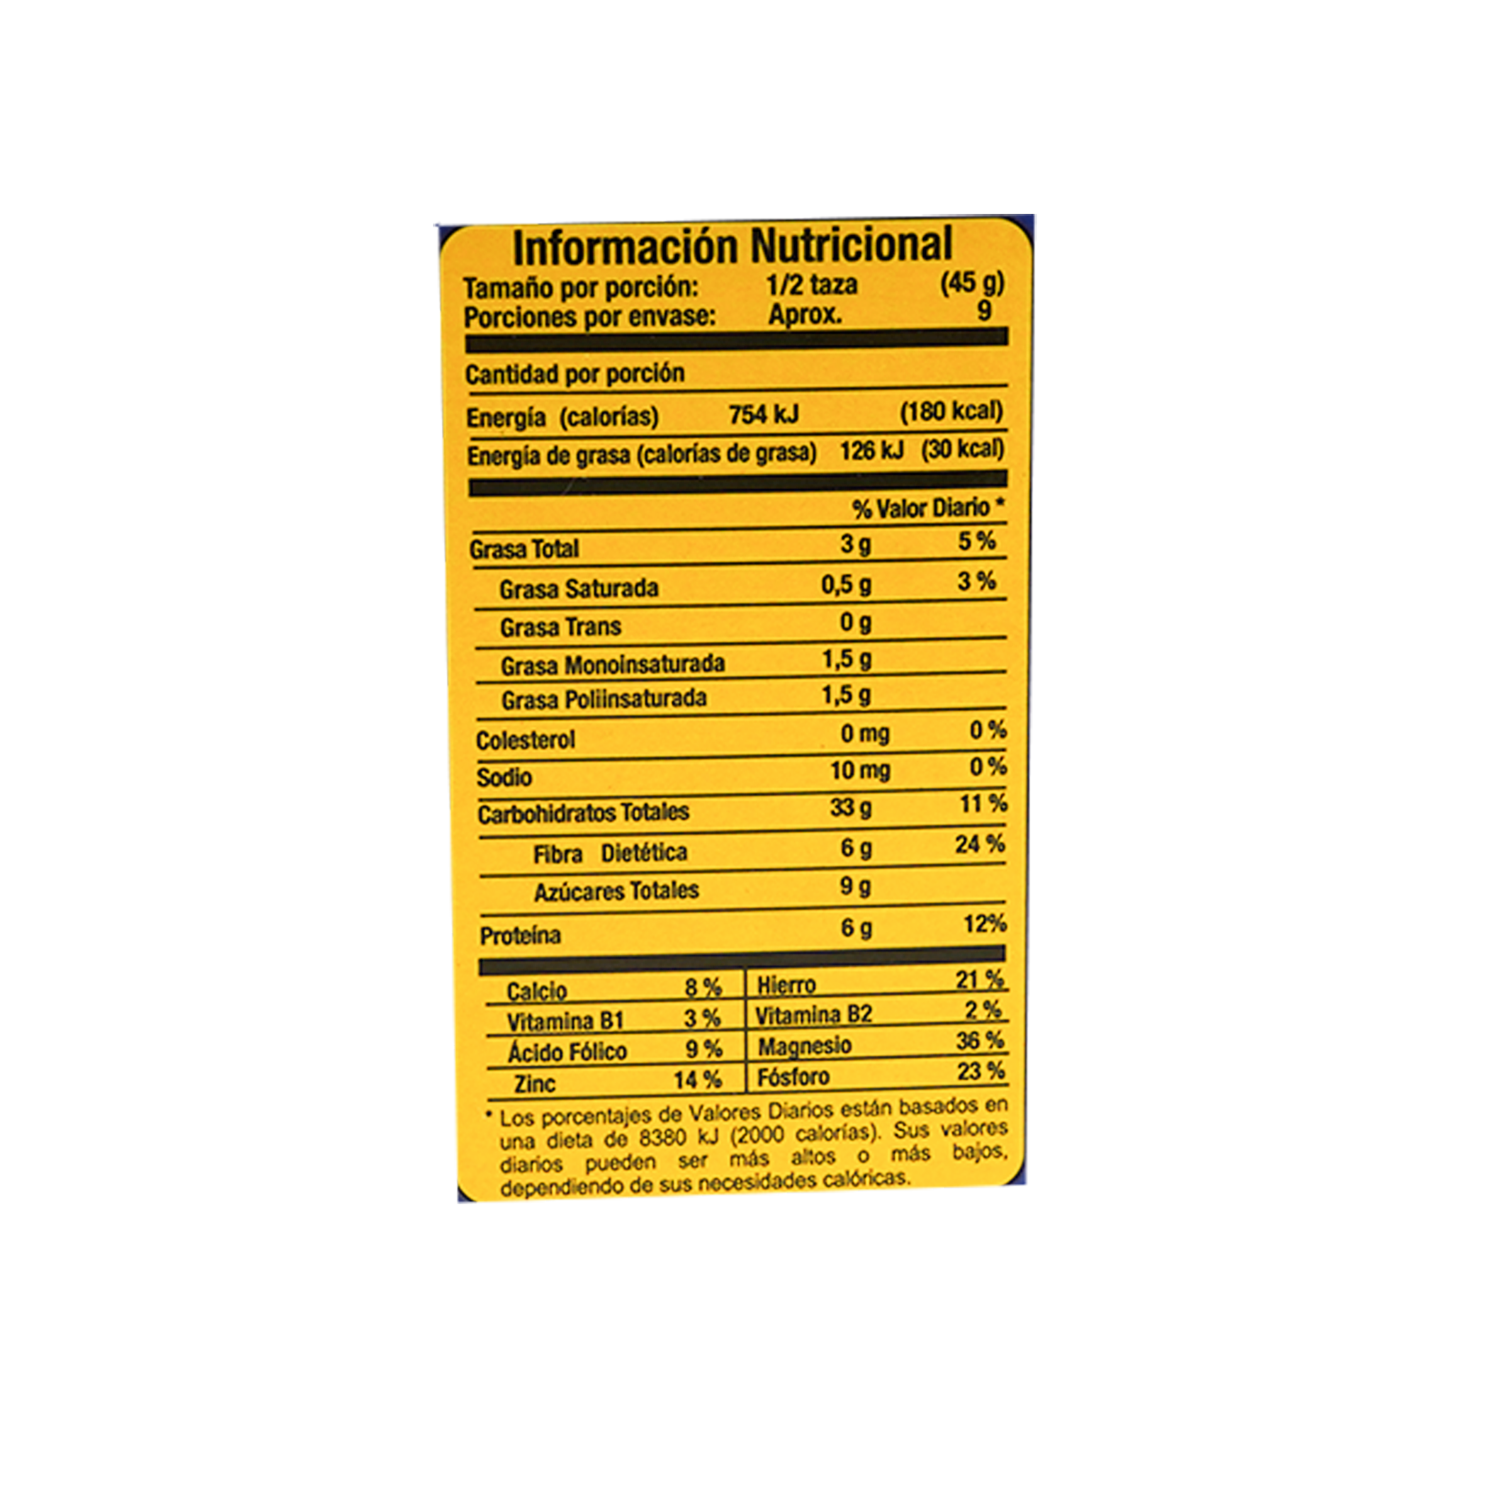 Información Nutricional
Tamaño por porción: 1/2 taza (45 g)
Porciones por envase: Aprox. 9
Cantidad por porción
Energía (calorías) 754 kJ (180 kcal)
Energía de grasa (calorías de grasa) 126 kJ (30 kcal)
% Valor Diario *
Grasa Total 3 g 5 %
Grasa Saturada 0,5 g 3 %
Grasa Trans 0 g
Grasa Monoinsaturada 1,5 g
Grasa Poliinsaturada 1,5 g
Colesterol 0 mg 0 %
Sodio 10 mg 0 %
Carbohidratos Totales 33 g 11 %
Fibra Dietética 6 g 24 %
Azúcares Totales 9 g
Proteína 6 g 12%
Calcio 8 % Hierro 21 %
Vitamina B1 3 % Vitamina B2 2 %
Ácido Fólico 9 % Magnesio 36 %
Zinc 14 % Fósforo 23 %
* Los porcentajes de Valores Diarios están basados en
una dieta de 8380 kJ (2000 calorías). Sus valores
diarios pueden ser más altos o más bajos,
dependiendo de sus necesidades calóricas.